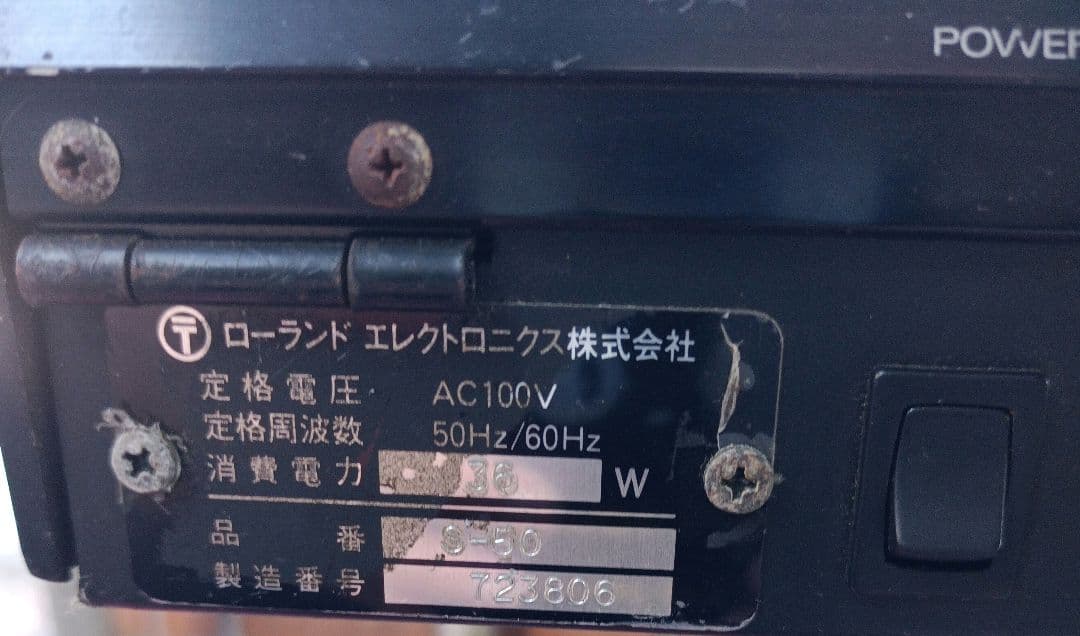 POWER
〒 ローランド エレクトロニクス株式会社
定格電圧 AC100V
定格周波数 50Hz/60Hz
消費電力 36 W
品番 S-50
製造番号 723806